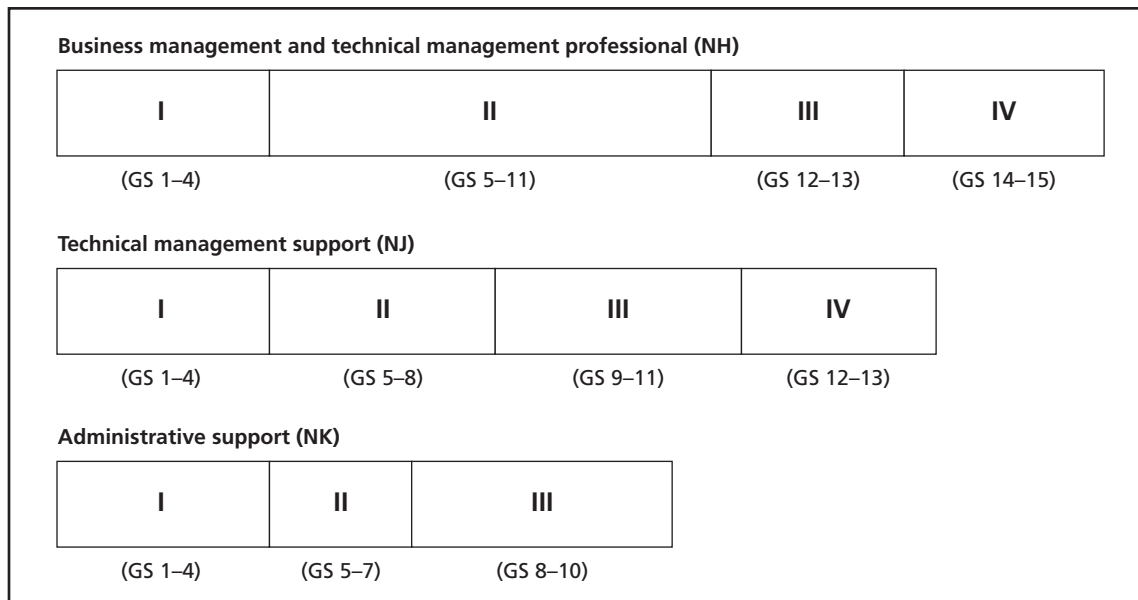 Business management and technical management professional (NH)
I II III IV
(GS 1–4) (GS 5–11) (GS 12–13) (GS 14–15)
Technical management support (NJ)
I II III IV
(GS 1–4) (GS 5–8) (GS 9–11) (GS 12–13)
Administrative support (NK)
I II III
(GS 1–4) (GS 5–7) (GS 8–10)